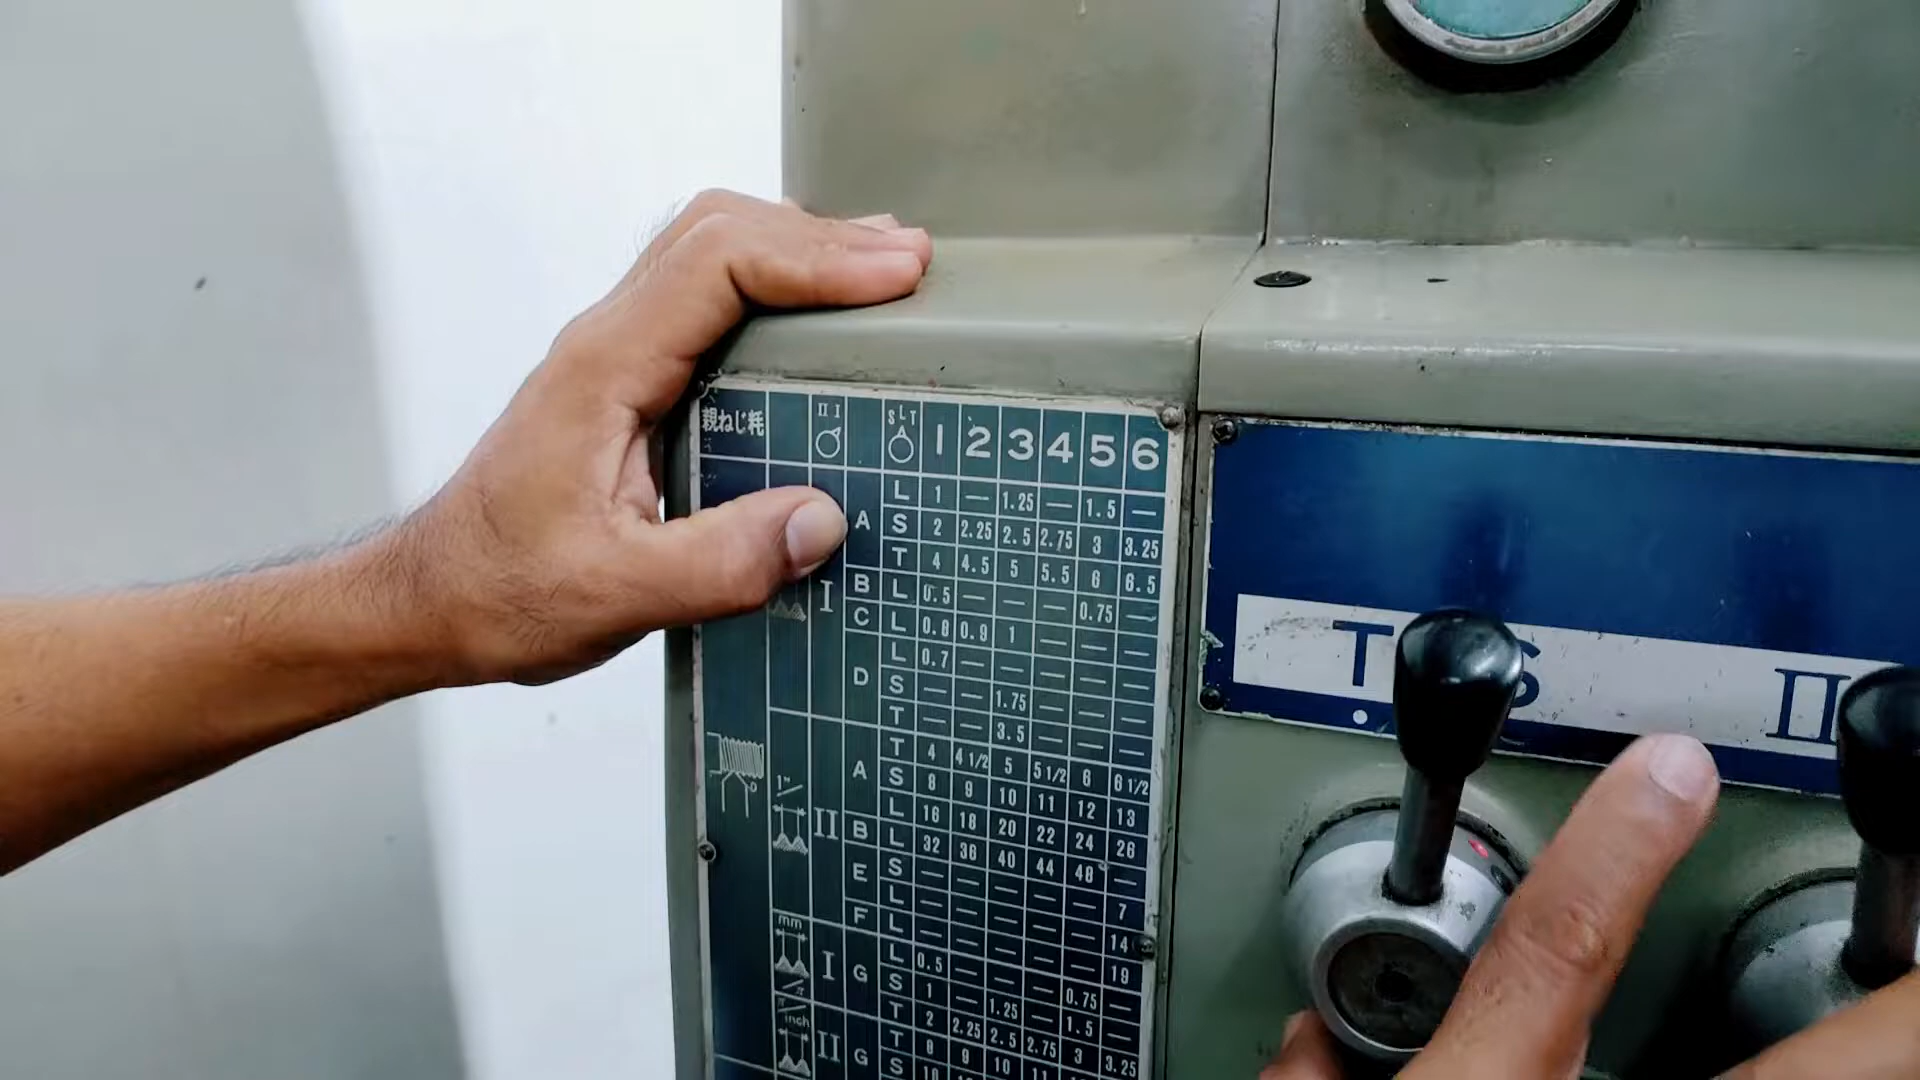 親ねじ粍 II I S L T 1 2 3 4 5 6
A L 1 — 1.25 — 1.5 —
S 2 2.25 2.5 2.75 3 3.25
T 4 4.5 5 5.5 6 6.5
I B L 0.5 — — — 0.75 —
C L 0.8 0.9 1 — — —
L 0.7 — — — — —
D S — — 1.75 — — —
T — — 3.5 — — —
T 4 4 1/2 5 5 1/2 6 6 1/2
1" A S 8 9 10 11 12 13
L 16 18 20 22 24 26
II B L 32 36 40 44 48 —
E S — — — — — 7
L — — — — — 14
F L — — — — — 19
mm L 0.5 — — — 0.75 —
I G S 1 — 1.25 — 1.5 —
T 2 2.25 2.5 2.75 3 3.25
inch II G T 8 9 10 11
S
T S II